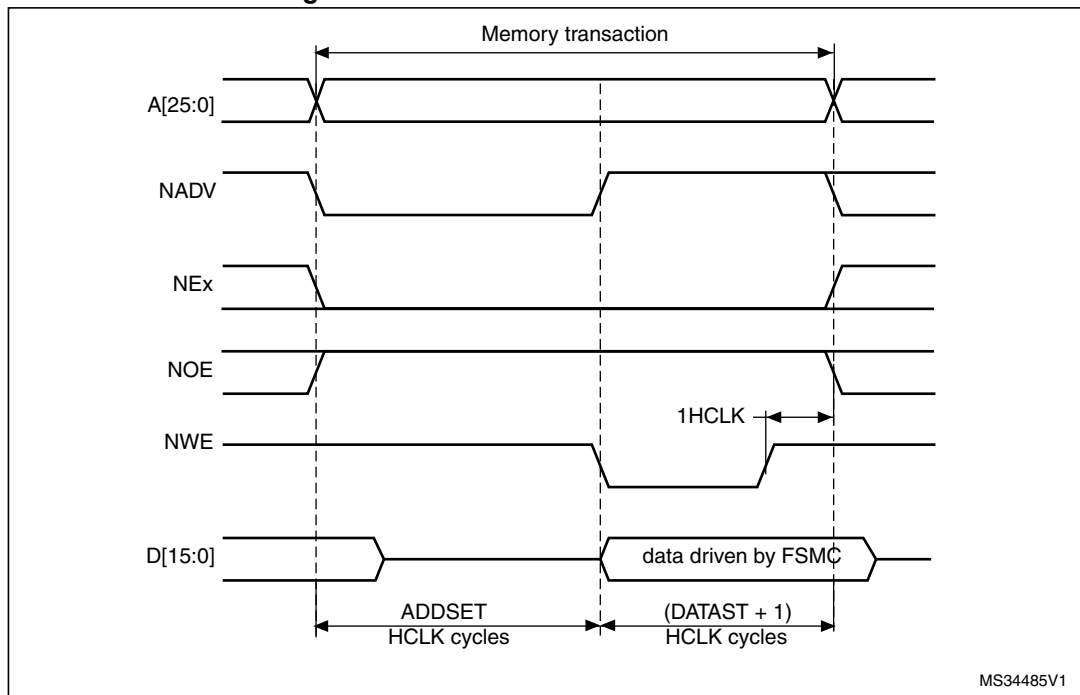 Memory transaction
A[25:0]
NADV
NEx
NOE
1HCLK
NWE
D[15:0]
data driven by FSMC
ADDSET
HCLK cycles
(DATAST + 1)
HCLK cycles
MS34485V1